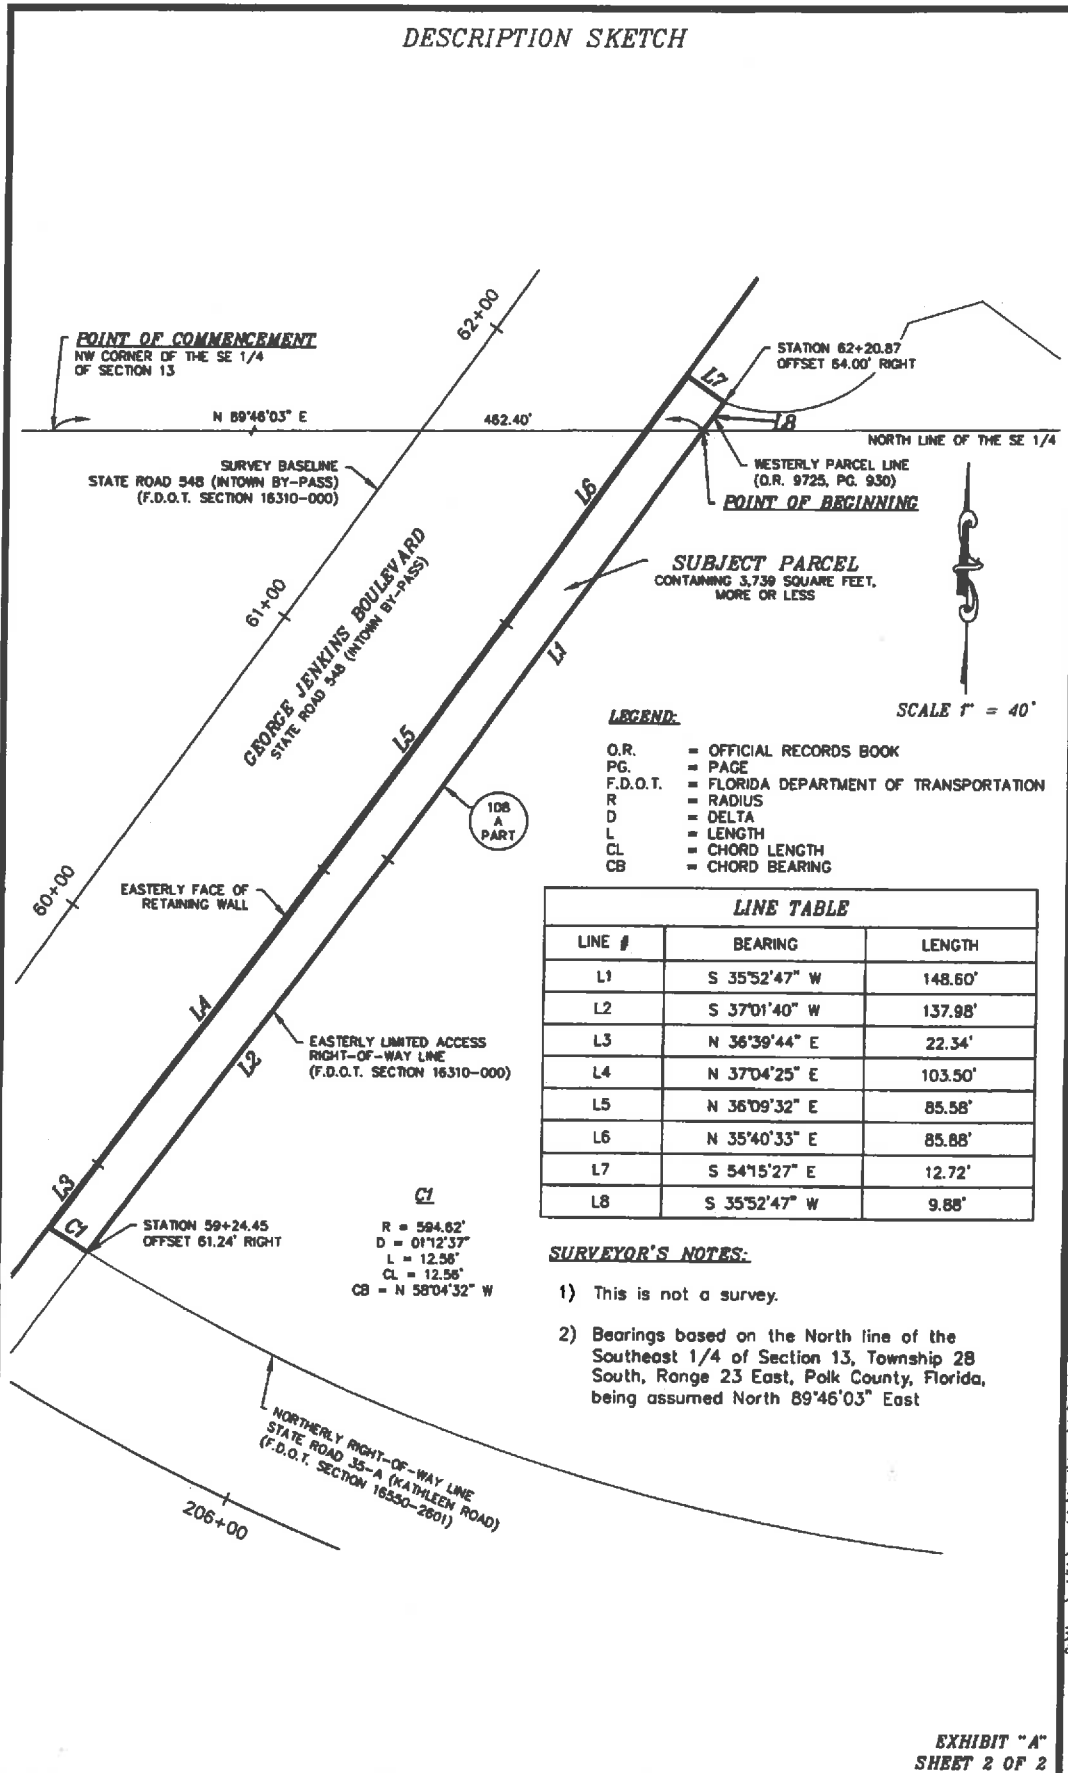 DESCRIPTION SKETCH
62+00
POINT OF COMMENCEMENT
NW CORNER OF THE SE 1/4
OF SECTION 13
STATION 62+20.87
OFFSET 64.00' RIGHT
L7
N 89°46'03" E
462.40'
L8
NORTH LINE OF THE SE 1/4
SURVEY BASELINE
STATE ROAD 548 (INTOWN BY-PASS)
(F.D.O.T. SECTION 16310-000)
WESTERLY PARCEL LINE
(O.R. 9725, PG. 930)
POINT OF BEGINNING
L6
SUBJECT PARCEL
CONTAINING 3,739 SQUARE FEET,
MORE OR LESS
61+00
GEORGE JENKINS BOULEVARD
STATE ROAD 548 (INTOWN BY-PASS)
L1
SCALE 1" = 40'
L5
LEGEND:
O.R. = OFFICIAL RECORDS BOOK
PG. = PAGE
F.D.O.T. = FLORIDA DEPARTMENT OF TRANSPORTATION
R = RADIUS
D = DELTA
L = LENGTH
CL = CHORD LENGTH
CB = CHORD BEARING
108
A
PART
60+00
EASTERLY FACE OF
RETAINING WALL
LINE TABLE
LINE # BEARING LENGTH
L1 S 35°52'47" W 148.60'
L2 S 37°01'40" W 137.98'
L3 N 36°39'44" E 22.34'
L4 N 37°04'25" E 103.50'
L5 N 36°09'32" E 85.58'
L6 N 35°40'33" E 85.88'
L7 S 54°15'27" E 12.72'
L8 S 35°52'47" W 9.88'
L4
EASTERLY LIMITED ACCESS
RIGHT-OF-WAY LINE
(F.D.O.T. SECTION 16310-000)
L2
L3
C1
STATION 59+24.45
OFFSET 61.24' RIGHT
C1
R = 594.62'
D = 01°12'37"
L = 12.56'
CL = 12.56'
CB = N 58°04'32" W
SURVEYOR'S NOTES:
1) This is not a survey.
2) Bearings based on the North line of the
Southeast 1/4 of Section 13, Township 28
South, Range 23 East, Polk County, Florida,
being assumed North 89°46'03" East
NORTHERLY RIGHT-OF-WAY LINE
STATE ROAD 35-A (KATHLEEN ROAD)
(F.D.O.T. SECTION 16550-2601)
206+00
EXHIBIT "A"
SHEET 2 OF 2